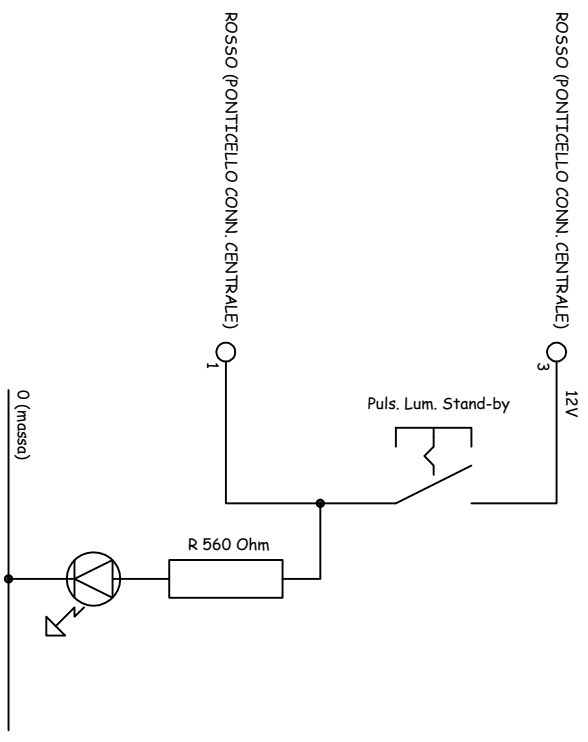 ROSSO (PONTICELLO CONN. CENTRALE)
3
12V
Puls. Lum. Stand-by
ROSSO (PONTICELLO CONN. CENTRALE)
1
R 560 Ohm
0 (massa)